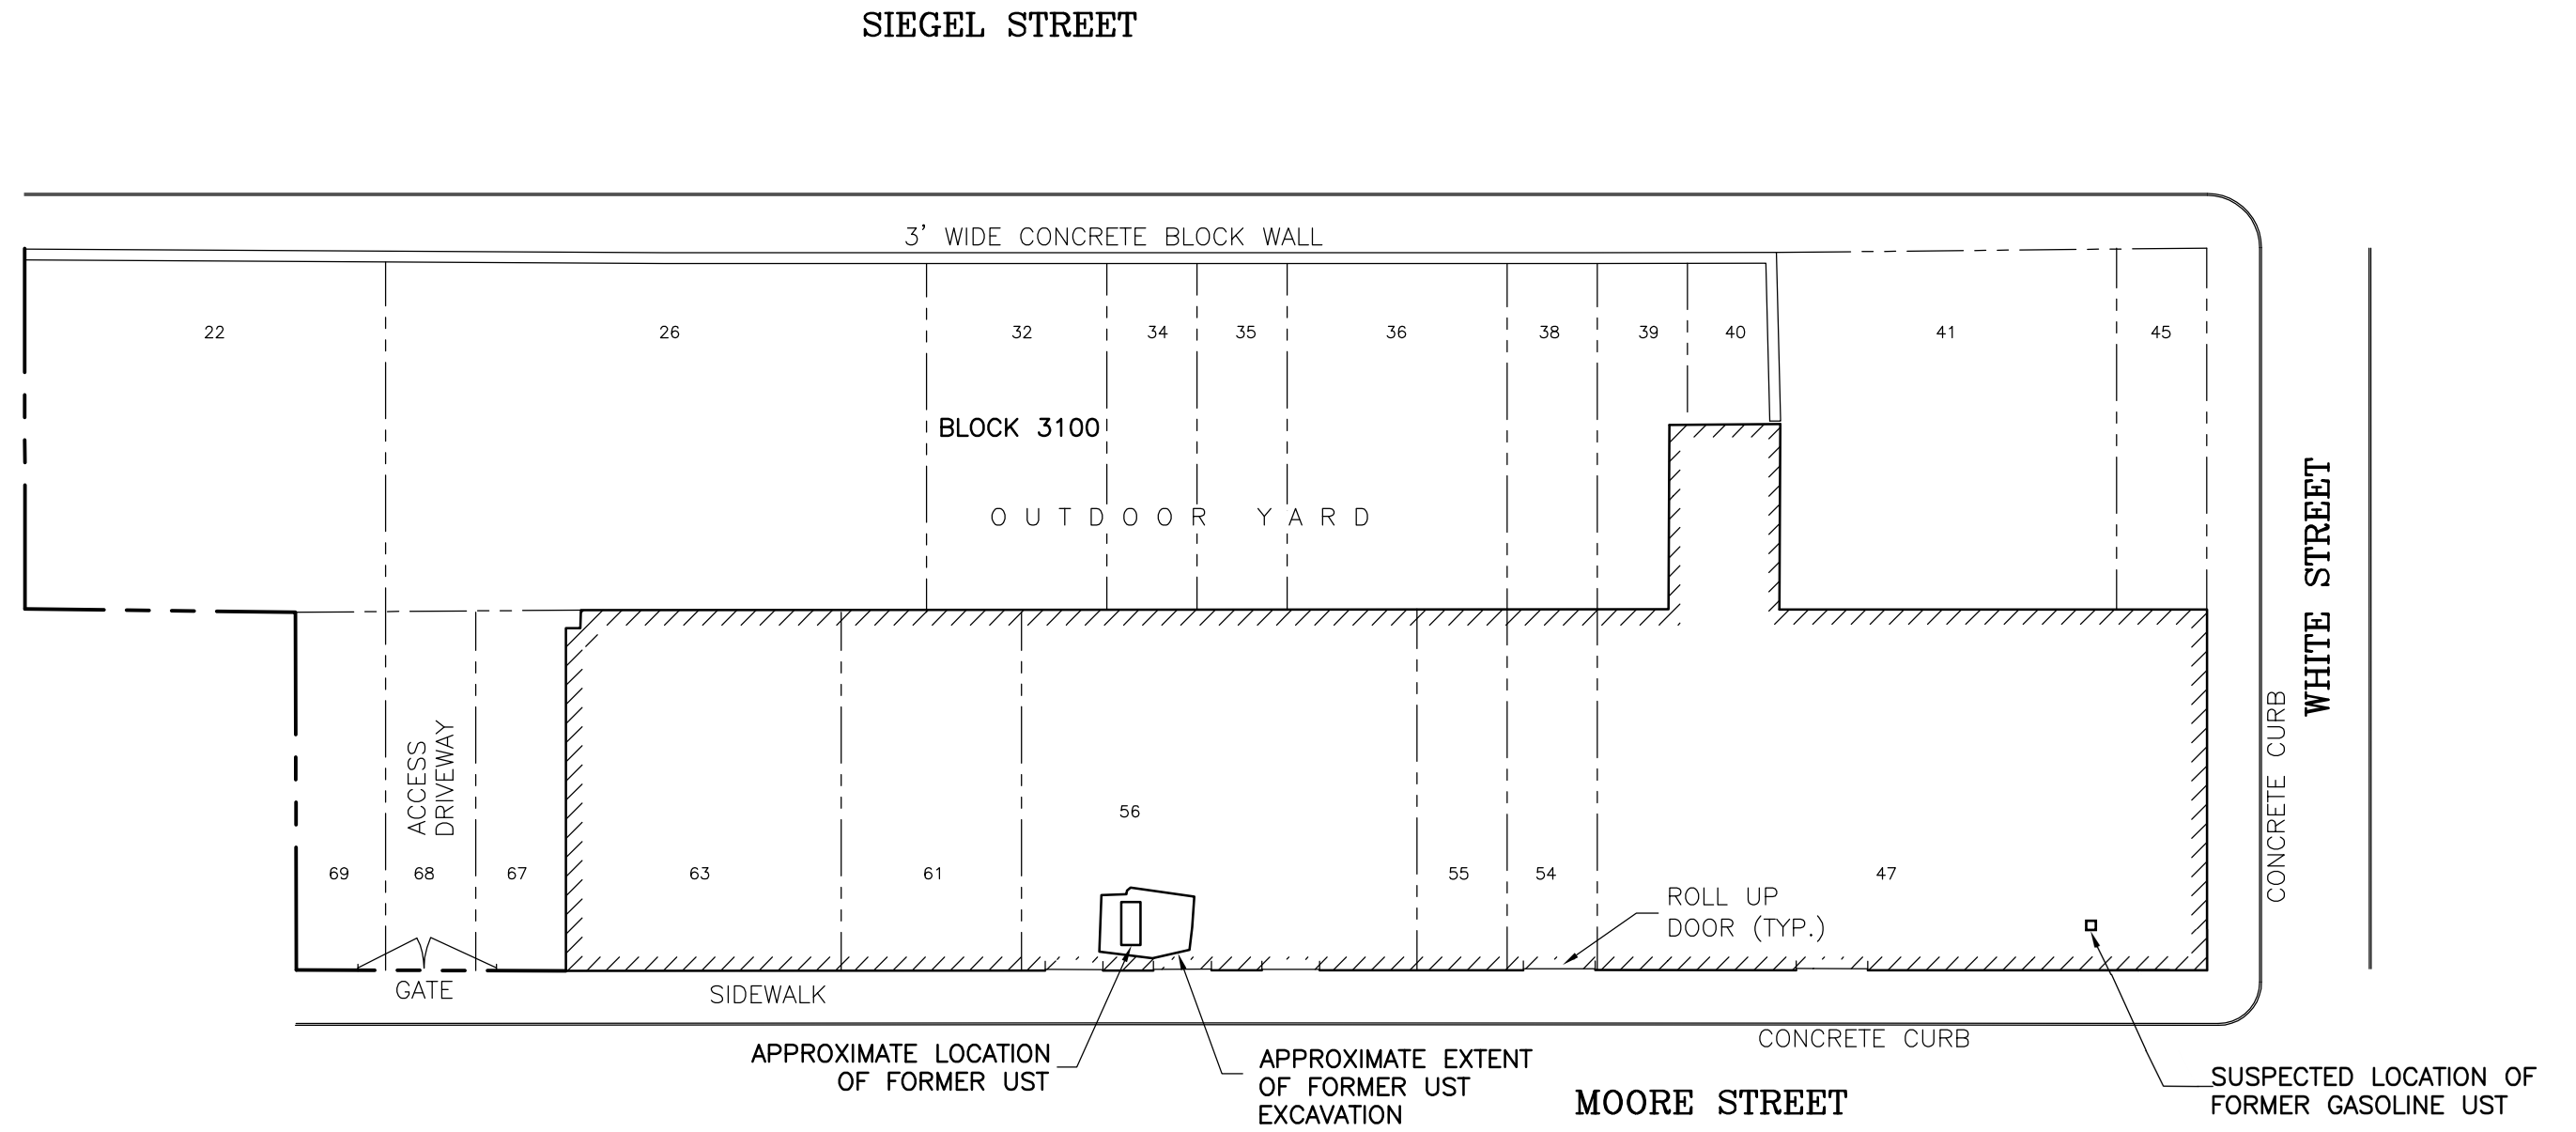 SIEGEL STREET
3' WIDE CONCRETE BLOCK WALL
22
26
32
34
35
36
38
39
40
41
45
BLOCK 3100
OUTDOOR YARD
WHITE STREET
CONCRETE CURB
ACCESS
DRIVEWAY
56
69
68
67
63
61
55
54
47
ROLL UP
DOOR (TYP.)
GATE
SIDEWALK
CONCRETE CURB
APPROXIMATE LOCATION
OF FORMER UST
APPROXIMATE EXTENT
OF FORMER UST
EXCAVATION
MOORE STREET
SUSPECTED LOCATION OF
FORMER GASOLINE UST